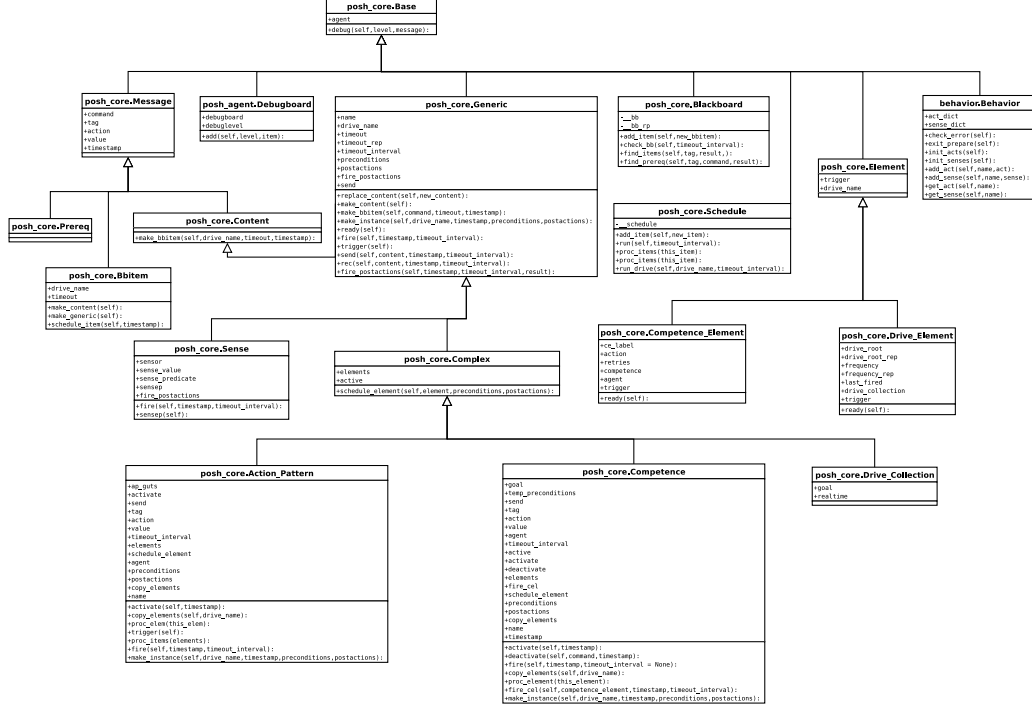 posh_core.Base
+agent
+debug(self,level,message):
posh_core.Message
+command
+tag
+action
+value
+timestamp
posh_agent.Debugboard
+debugboard
+debuglevel
+add(self,level,item):
posh_core.Generic
+name
+drive_name
+timeout
+timeout_rep
+timeout_interval
+preconditions
+postactions
+fire_postactions
+send
+replace_content(self,new_content):
+make_content(self):
+make_bbitem(self,command,timeout,timestamp):
+make_instance(self,drive_name,timestamp,preconditions,postactions):
+ready(self):
+fire(self,timestamp,timeout_interval):
+trigger(self):
+send(self,content,timestamp,timeout_interval):
+rec(self,content,timestamp,timeout_interval):
+fire_postactions(self,timestamp,timeout_interval,result):
posh_core.Blackboard
-__bb
-__bb_rp
+add_item(self,new_bbitem):
+check_bb(self,timeout_interval):
+find_items(self,tag,result,):
+find_prereq(self,tag,command,result):
behavior.Behavior
+act_dict
+sense_dict
+check_error(self):
+exit_prepare(self):
+init_acts(self):
+init_senses(self):
+add_act(self,name,act):
+add_sense(self,name,sense):
+get_act(self,name):
+get_sense(self,name):
posh_core.Element
+trigger
+drive_name
posh_core.Prereq
posh_core.Content
+make_bbitem(self,drive_name,timeout,timestamp):
posh_core.Schedule
-__schedule
+add_item(self,new_item):
+run(self,timeout_interval):
+proc_items(this_item):
+proc_items(this_item):
+run_drive(self,drive_name,timeout_interval):
posh_core.Bbitem
+drive_name
+timeout
+make_content(self):
+make_generic(self):
+schedule_item(self,timestamp):
posh_core.Sense
+sensor
+sense_value
+sense_predicate
+sensep
+fire_postactions
+fire(self,timestamp,timeout_interval):
+sensep(self):
posh_core.Complex
+elements
+active
+schedule_element(self,element,preconditions,postactions):
posh_core.Competence_Element
+ce_label
+action
+retries
+competence
+agent
+trigger
+ready(self):
posh_core.Drive_Element
+drive_root
+drive_root_rep
+frequency
+frequency_rep
+last_fired
+drive_collection
+trigger
+ready(self):
posh_core.Action_Pattern
+ap_guts
+activate
+send
+tag
+action
+value
+timeout_interval
+elements
+schedule_element
+agent
+preconditions
+postactions
+copy_elements
+name
+activate(self,timestamp):
+copy_elements(self,drive_name):
+proc_elem(this_elem):
+trigger(self):
+proc_items(elements):
+fire(self,timestamp,timeout_interval):
+make_instance(self,drive_name,timestamp,preconditions,postactions):
posh_core.Competence
+goal
+temp_preconditions
+send
+tag
+action
+value
+agent
+timeout_interval
+active
+activate
+deactivate
+elements
+fire_cel
+schedule_element
+preconditions
+postactions
+copy_elements
+name
+timestamp
+activate(self,timestamp):
+deactivate(self,command,timestamp):
+fire(self,timestamp,timeout_interval = None):
+copy_elements(self,drive_name):
+proc_element(this_element):
+fire_cel(self,competence_element,timestamp,timeout_interval):
+make_instance(self,drive_name,timestamp,preconditions,postactions):
posh_core.Drive_Collection
+goal
+realtime